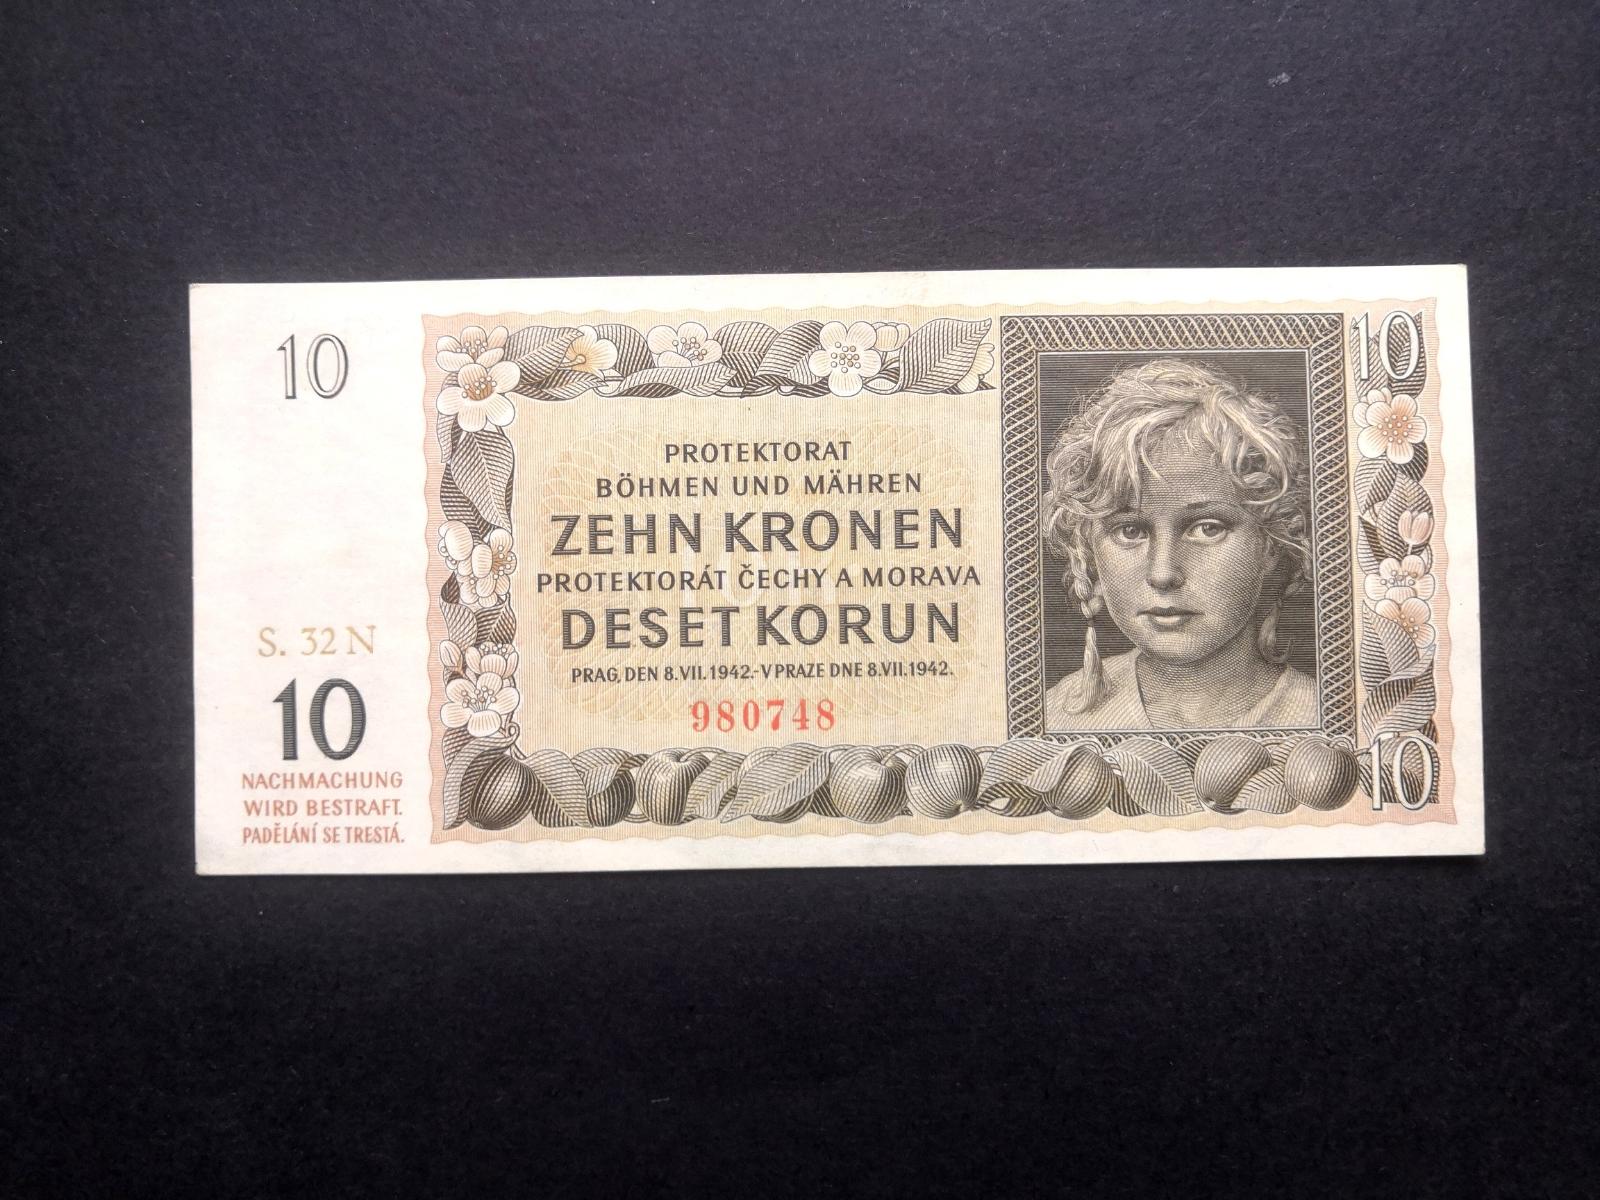 10
PROTEKTORAT
BÖHMEN UND MÄHREN
ZEHN KRONEN
PROTEKTORÁT ČECHY A MORAVA
DESET KORUN
PRAG, DEN 8.VII.1942.-V PRAZE DNE 8.VII.1942.
980748
S. 32 N
10
NACHMACHUNG
WIRD BESTRAFT.
PADĚLÁNÍ SE TRESTÁ.
10
10